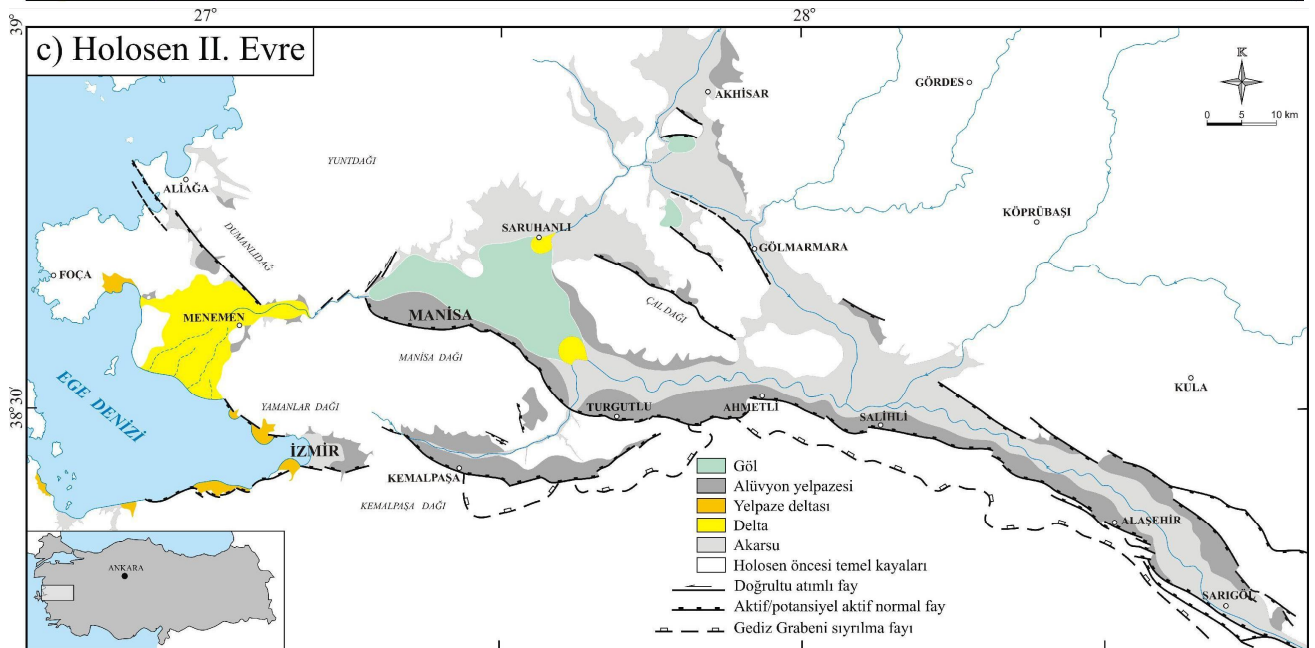 27°
28°
39°
c) Holosen II. Evre
K
0 5 10 km
AKHİSAR
GÖRDES
YUNTDAĞI
ALİAĞA
KÖPRÜBAŞI
SARUHANLI
DUMANLIDAĞ
GÖLMARMARA
FOÇA
ÇAL DAĞI
MENEMEN
MANİSA
MANİSA DAĞI
EGE DENİZİ
KULA
38°30'
YAMANLAR DAĞI
TURGUTLU
AHMETLİ
SALİHLİ
İZMİR
KEMALPAŞA
KEMALPAŞA DAĞI
Göl
Alüvyon yelpazesi
Yelpaze deltası
Delta
Akarsu
Holosen öncesi temel kayaları
Doğrultu atımlı fay
Aktif/potansiyel aktif normal fay
Gediz Grabeni sıyrılma fayı
ALAŞEHİR
SARIGÖL
ANKARA